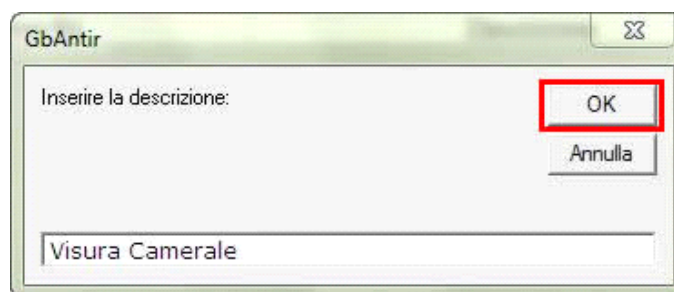 GbAntir
Inserire la descrizione:
OK
Annulla
Visura Camerale